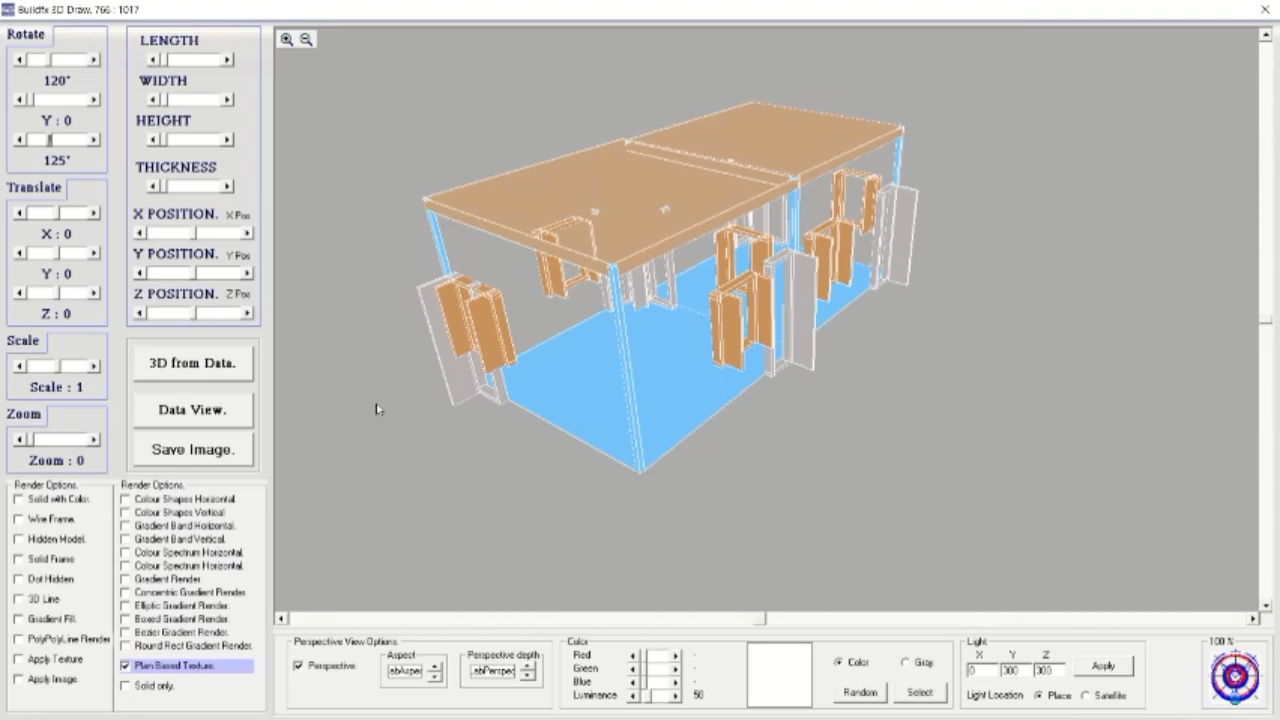 Buildfx 3D Draw. 766 : 1017
Rotate
120°
Y : 0
125°
Translate
X : 0
Y : 0
Z : 0
Scale
Scale : 1
Zoom
Zoom : 0
LENGTH
WIDTH
HEIGHT
THICKNESS
X POSITION. X Pos
Y POSITION. Y Pos
Z POSITION. Z Pos
3D from Data.
Data View.
Save Image.
Render Options.
Solid with Color.
Wire Frame.
Hidden Model.
Solid Frame
Dot Hidden
3D Line
Gradient Fill.
PolyPolyLine Render
Apply Texture
Apply Image.
Render Options.
Colour Shapes Horizontal.
Colour Shapes Vertical
Gradient Band Horizontal.
Gradient Band Vertical.
Colour Spectrum Horizontal.
Colour Spectrum Horizontal.
Gradient Render
Concentric Gradient Render
Elliptic Gradient Render.
Boxed Gradient Render.
Bezier Gradient Render.
Round Rect Gradient Render.
Plan Based Texture.
Solid only.
Perspective View Options.
Perspective
Aspect
Perspective depth
Color
Red
Green
Blue
Luminance 50
Color Gray
Random Select
Light
X Y Z
0 300 300 Apply
Light Location Place Satellite
100 %